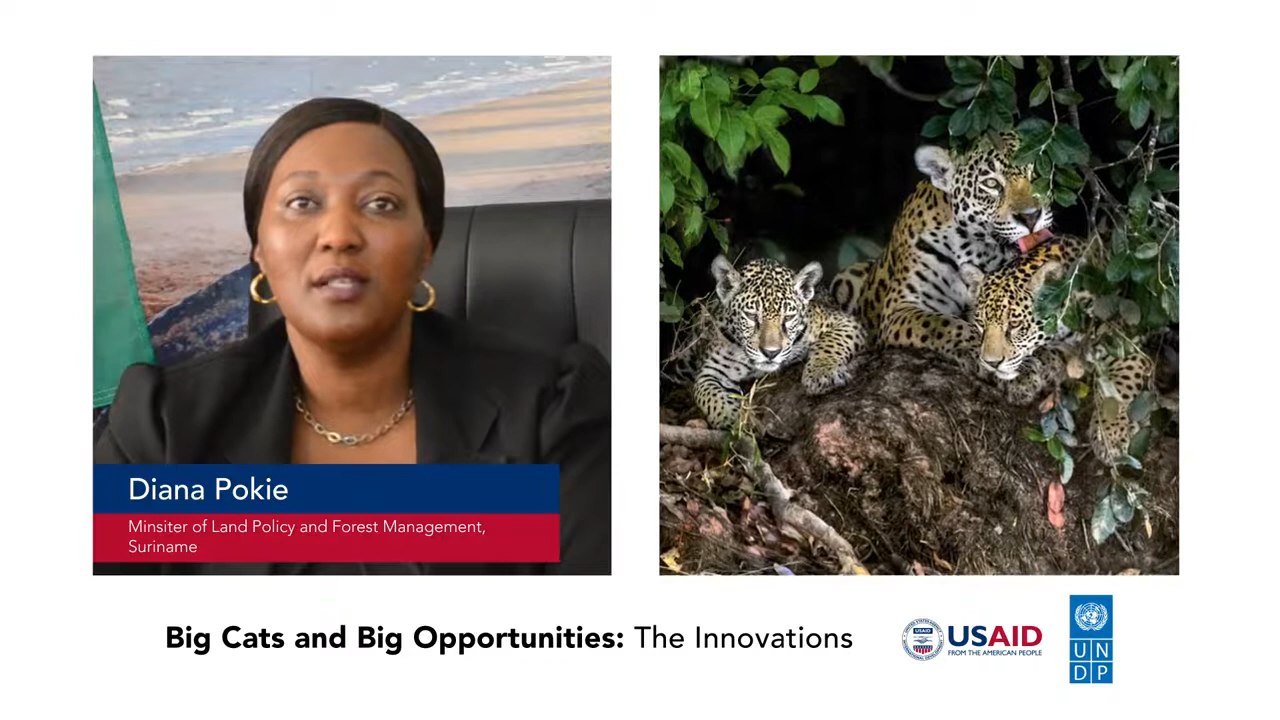 Diana Pokie
Minsiter of Land Policy and Forest Management,
Suriname
Big Cats and Big Opportunities: The Innovations
USAID
USAID
FROM THE AMERICAN PEOPLE
UN
DP